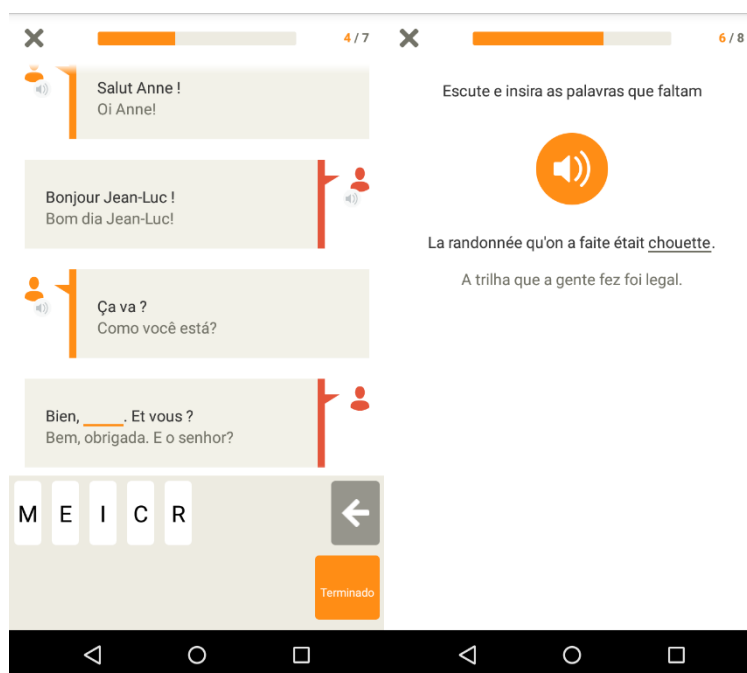 4 / 7
Salut Anne !
Oi Anne!
Bonjour Jean-Luc !
Bom dia Jean-Luc!
Ça va ?
Como você está?
Bien, _____. Et vous ?
Bem, obrigada. E o senhor?
M E I C R
Terminado
6 / 8
Escute e insira as palavras que faltam
La randonnée qu'on a faite était chouette.
A trilha que a gente fez foi legal.